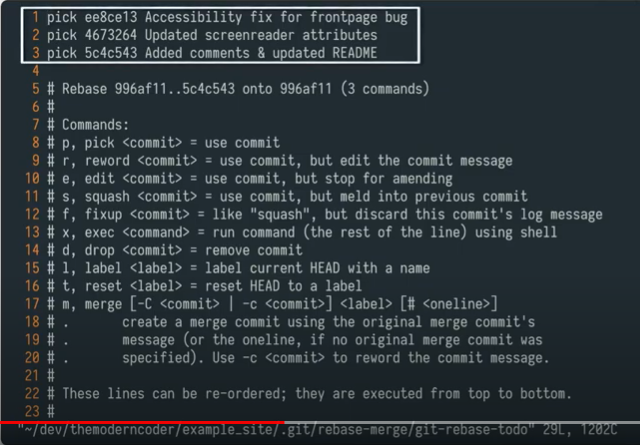 1 pick ee8ce13 Accessibility fix for frontpage bug
2 pick 4673264 Updated screenreader attributes
3 pick 5c4c543 Added comments & updated README
4
5 # Rebase 996af11..5c4c543 onto 996af11 (3 commands)
6 #
7 # Commands:
8 # p, pick <commit> = use commit
9 # r, reword <commit> = use commit, but edit the commit message
10 # e, edit <commit> = use commit, but stop for amending
11 # s, squash <commit> = use commit, but meld into previous commit
12 # f, fixup <commit> = like "squash", but discard this commit's log message
13 # x, exec <command> = run command (the rest of the line) using shell
14 # d, drop <commit> = remove commit
15 # l, label <label> = label current HEAD with a name
16 # t, reset <label> = reset HEAD to a label
17 # m, merge [-C <commit> | -c <commit>] <label> [# <oneline>]
18 # .       create a merge commit using the original merge commit's
19 # .       message (or the oneline, if no original merge commit was
20 # .       specified). Use -c <commit> to reword the commit message.
21 #
22 # These lines can be re-ordered; they are executed from top to bottom.
23 #
"~/dev/themoderncoder/example_site/.git/rebase-merge/git-rebase-todo" 29L, 1202C